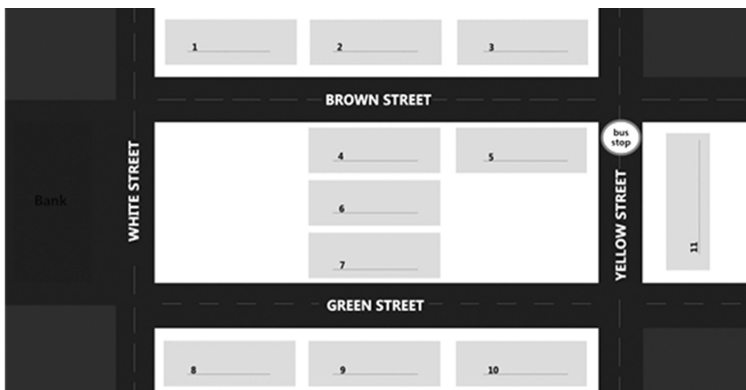 1
2
3
BROWN STREET
bus
stop
4
5
WHITE STREET
Bank
6
YELLOW STREET
11
7
GREEN STREET
8
9
10